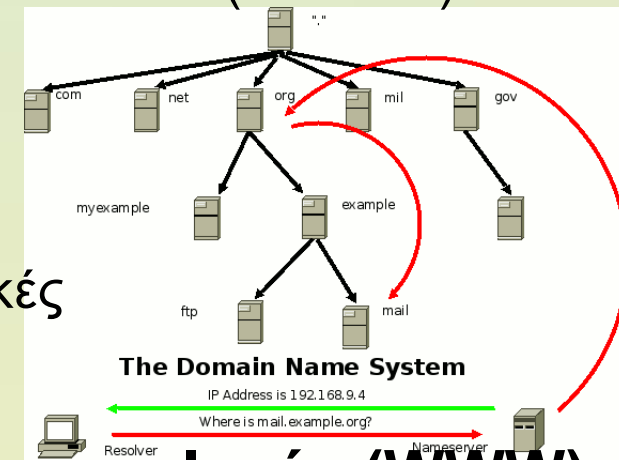 "."
com
net
org
mil
gov
myexample
example
κές
ftp
mail
The Domain Name System
IP Address is 192.168.9.4
Where is mail.example.org?
Resolver
Nameserver
(WWW)